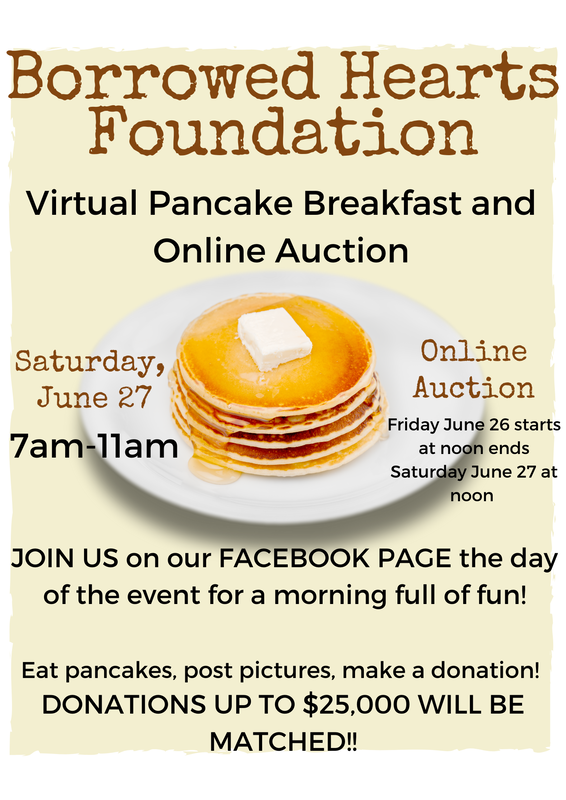 Borrowed Hearts
Foundation
Virtual Pancake Breakfast and
Online Auction
Saturday,
June 27
7am-11am
Online
Auction
Friday June 26 starts
at noon ends
Saturday June 27 at
noon
JOIN US on our FACEBOOK PAGE the day
of the event for a morning full of fun!
Eat pancakes, post pictures, make a donation!
DONATIONS UP TO $25,000 WILL BE
MATCHED!!